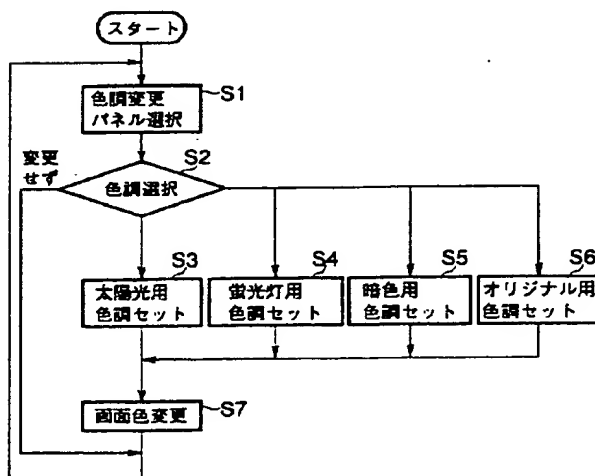 スタート
色調変更
パネル選択
S1
変更
せず
色調選択
S2
太陽光用
色調セット
S3
蛍光灯用
色調セット
S4
暗色用
色調セット
S5
オリジナル用
色調セット
S6
画面色変更
S7